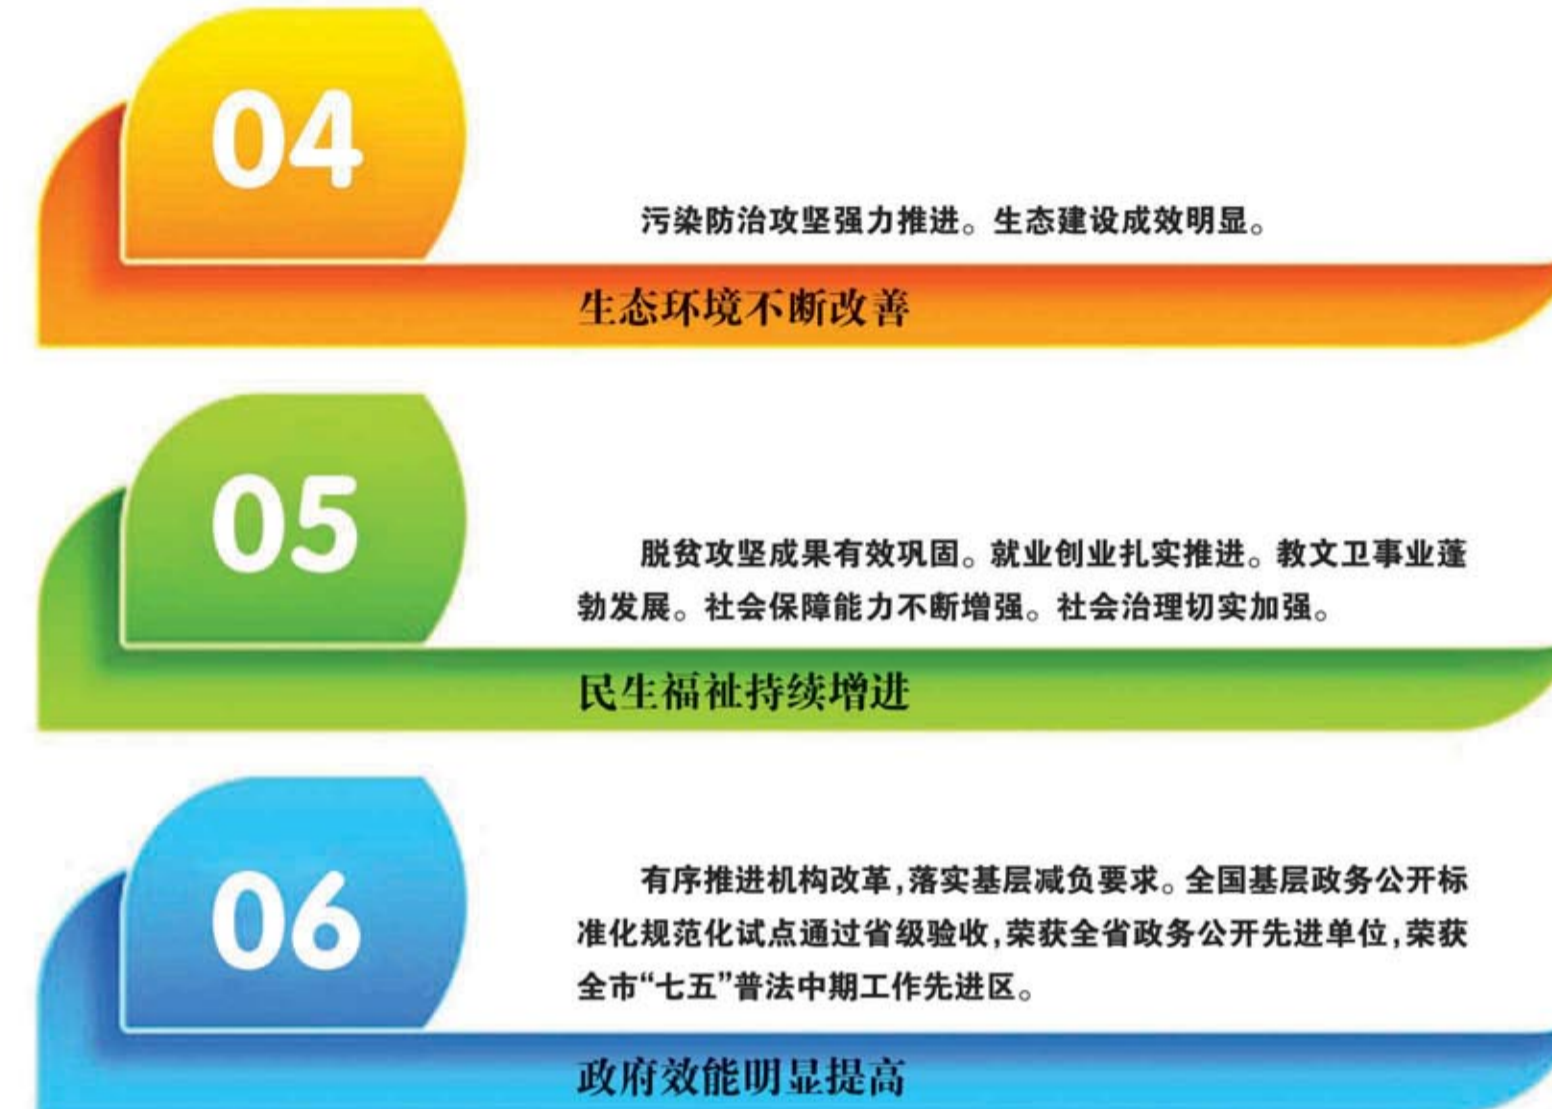 04
污染防治攻坚强力推进。生态建设成效明显。
生态环境不断改善
05
脱贫攻坚成果有效巩固。就业创业扎实推进。教文卫事业蓬
勃发展。社会保障能力不断增强。社会治理切实加强。
民生福祉持续增进
06
有序推进机构改革,落实基层减负要求。全国基层政务公开标
准化规范化试点通过省级验收,荣获全省政务公开先进单位,荣获
全市“七五”普法中期工作先进区。
政府效能明显提高